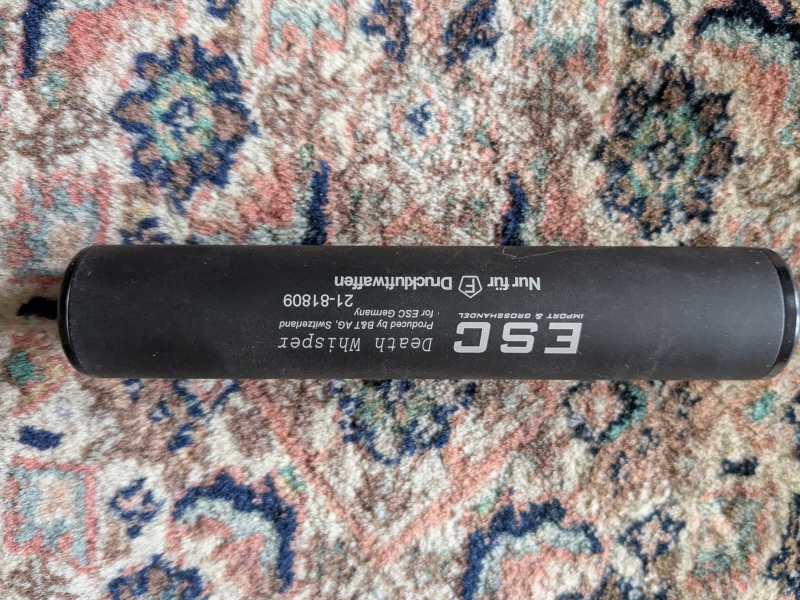 ESC
IMPORT & GROSSHANDEL
Death Whisper
Produced by B&T AG, Switzerland
for ESC Germany
21-81809
Nur für F Druckluftwaffen